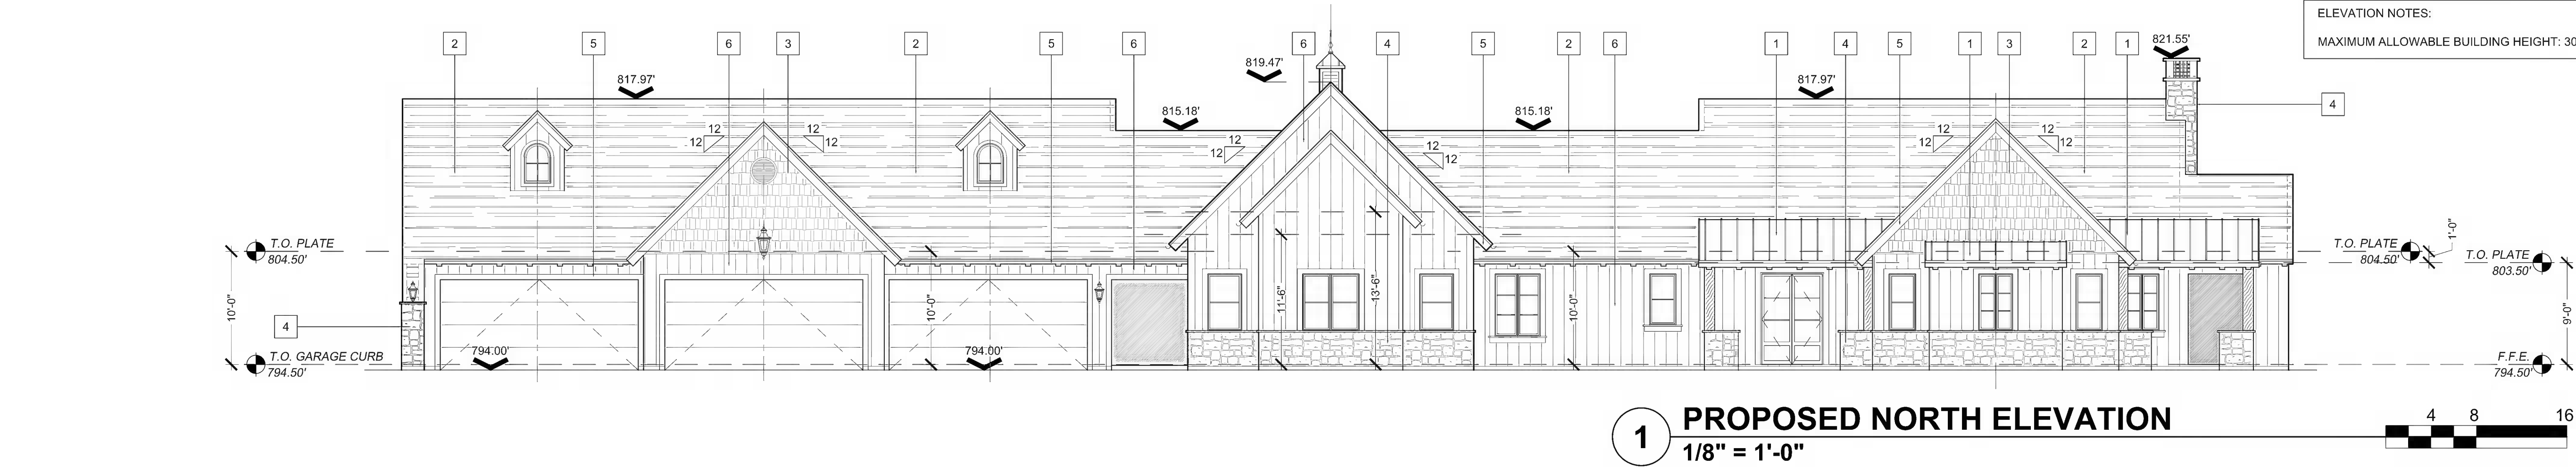 ELEVATION NOTES:
MAXIMUM ALLOWABLE BUILDING HEIGHT: 30
2 5 6 3 2 5 6 6 4 5 2 6 1 4 5 1 3 2 1
821.55'
819.47'
817.97'
817.97'
815.18'
815.18'
4
12 12
12 12
12 12
12 12
12 12
12 12
T.O. PLATE
804.50'
T.O. PLATE
804.50'
1'-0"
T.O. PLATE
803.50'
10'-0"
4
10'-0"
11'-6"
13'-6"
10'-0"
9'-0"
T.O. GARAGE CURB
794.50'
794.00'
794.00'
F.F.E.
794.50'
1
PROPOSED NORTH ELEVATION
1/8" = 1'-0"
4 8 16